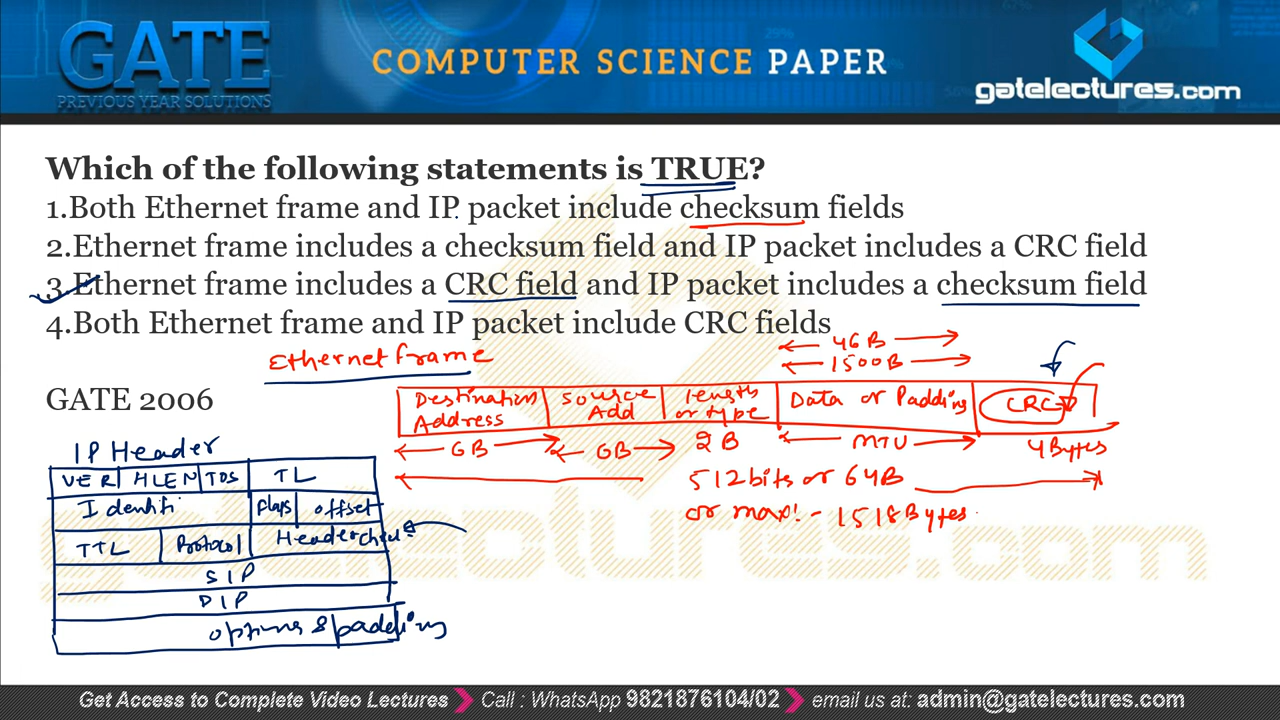 GATE
PREVIOUS YEAR SOLUTIONS
COMPUTER SCIENCE PAPER
gatelectures.com
Which of the following statements is TRUE?
1.Both Ethernet frame and IP packet include checksum fields
2.Ethernet frame includes a checksum field and IP packet includes a CRC field
3.Ethernet frame includes a CRC field and IP packet includes a checksum field
4.Both Ethernet frame and IP packet include CRC fields
GATE 2006
Ethernet frame
46B
1500B
Destination Address
Source Add
length or type
Data or Padding
CRC
6B
6B
2B
MTU
4Bytes
512bits or 64B
or max! - 1518Bytes
IP Header
VER HLEN TOS TL
Identifi flags offset
TTL Protocol Header check
SIP
DIP
options & padding
gatelectures.com
Get Access to Complete Video Lectures Call : WhatsApp 9821876104/02 email us at: admin@gatelectures.com